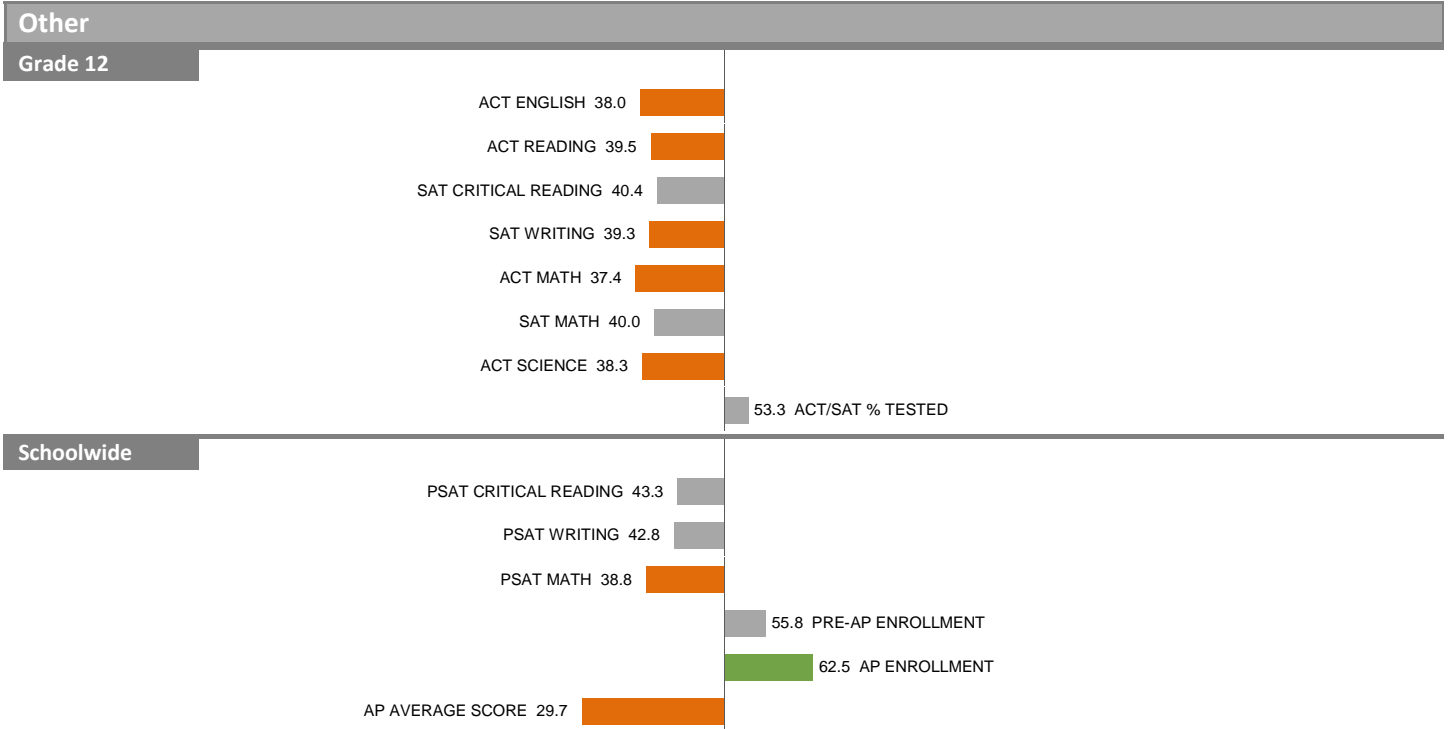 Other
Grade 12
ACT ENGLISH 38.0
ACT READING 39.5
SAT CRITICAL READING 40.4
SAT WRITING 39.3
ACT MATH 37.4
SAT MATH 40.0
ACT SCIENCE 38.3
53.3 ACT/SAT % TESTED
Schoolwide
PSAT CRITICAL READING 43.3
PSAT WRITING 42.8
PSAT MATH 38.8
55.8 PRE-AP ENROLLMENT
62.5 AP ENROLLMENT
AP AVERAGE SCORE 29.7